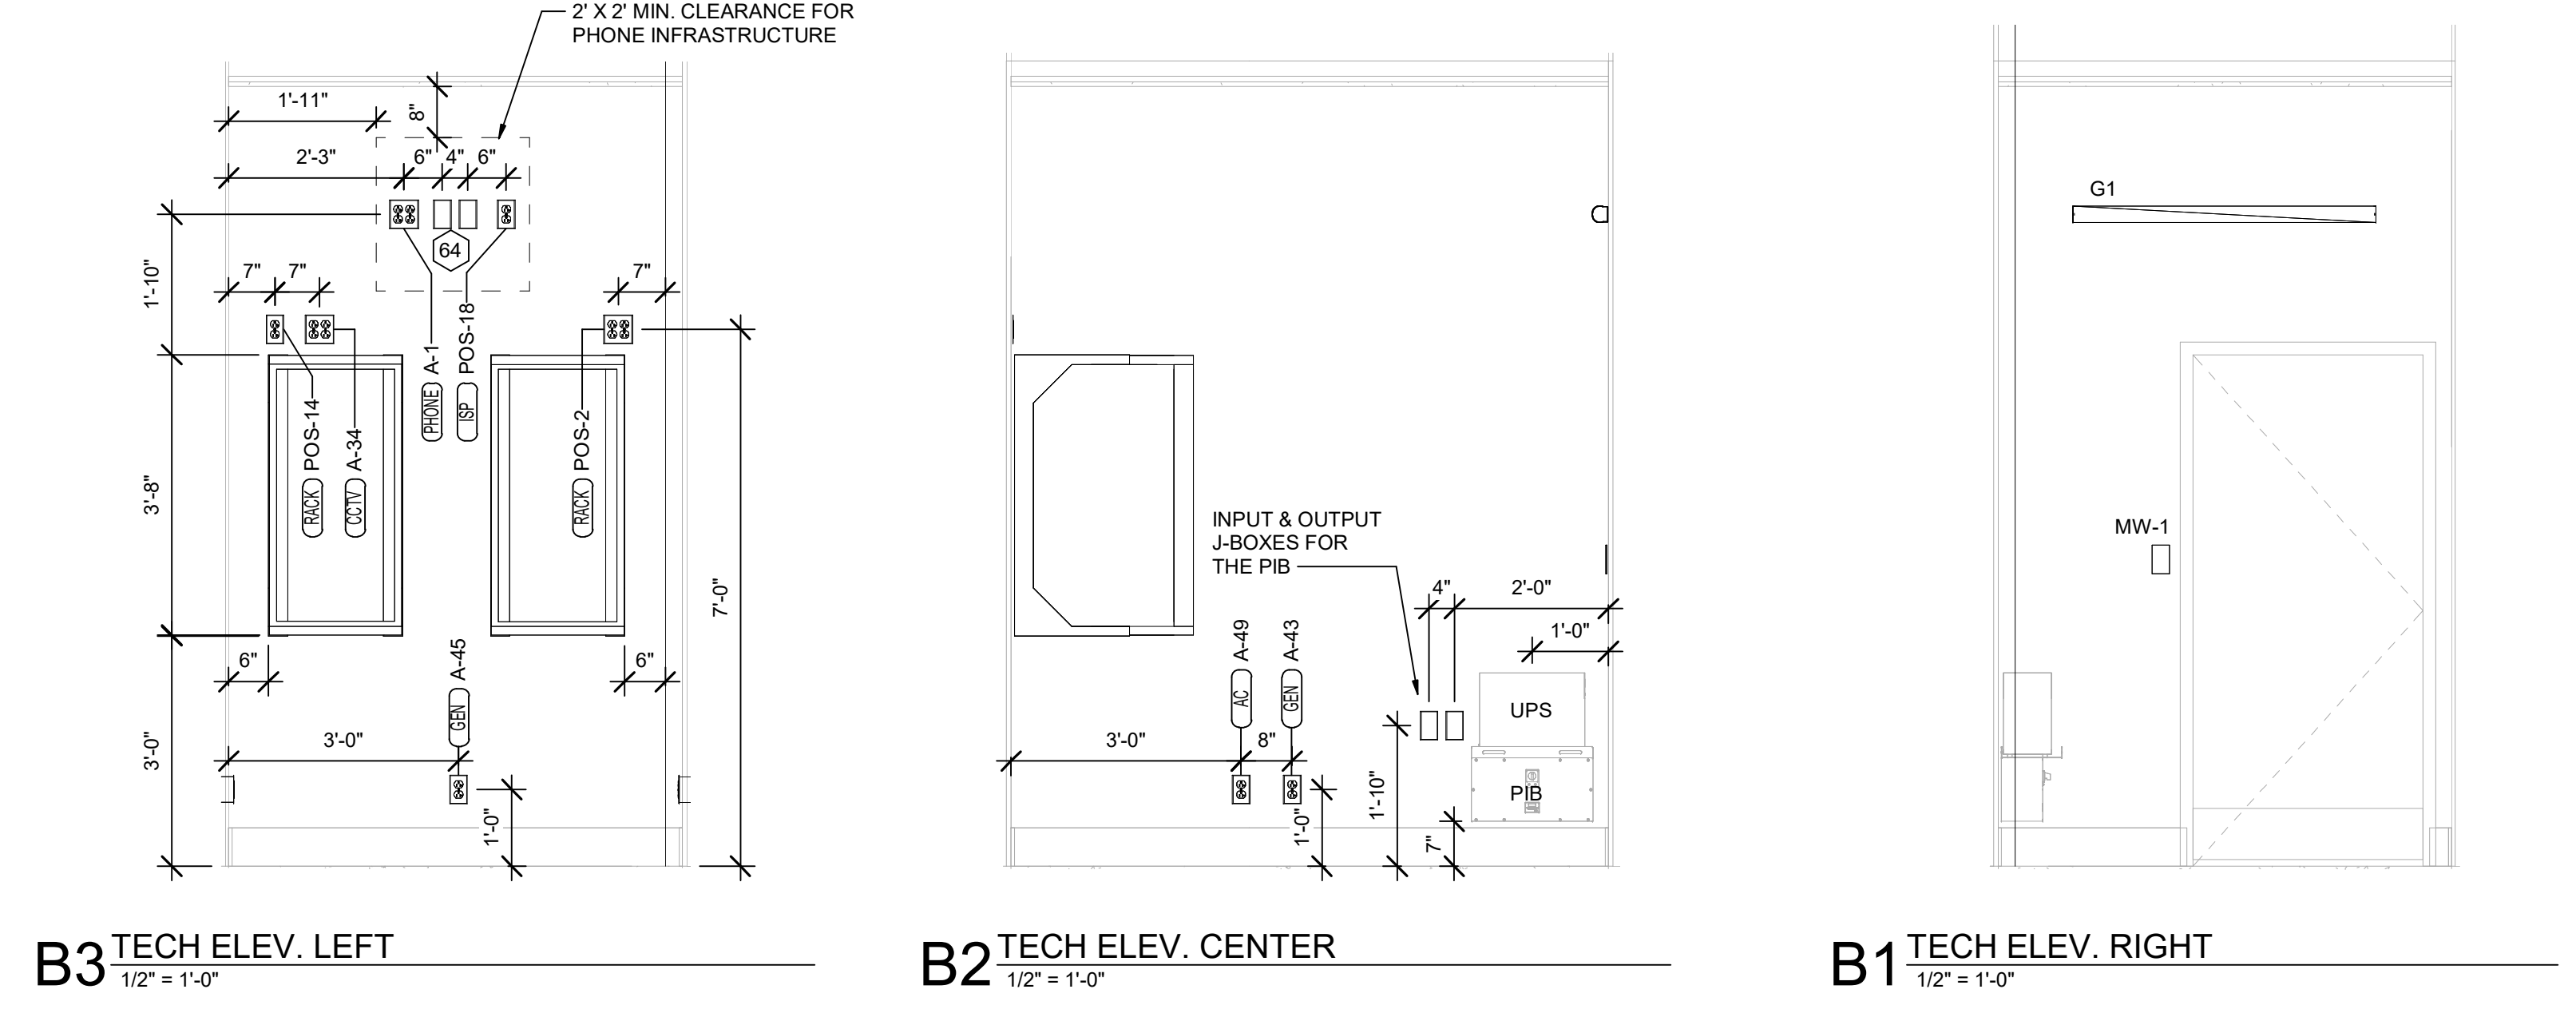 2' X 2' MIN. CLEARANCE FOR
PHONE INFRASTRUCTURE
1'-11"
8"
2'-3"
6"
4"
6"
64
1'-10"
7"
7"
7"
A-1
PHONE
POS-18
ISP
POS-14
RACK
A-34
CCTV
POS-2
RACK
3'-8"
7'-0"
6"
6"
A-45
GEN
3'-0"
3'-0"
1'-0"
B3 TECH ELEV. LEFT
1/2" = 1'-0"
INPUT & OUTPUT
J-BOXES FOR
THE PIB
4"
2'-0"
1'-0"
A-49
AC
A-43
GEN
UPS
3'-0"
8"
PIB
1'-10"
1'-0"
7"
B2 TECH ELEV. CENTER
1/2" = 1'-0"
G1
MW-1
B1 TECH ELEV. RIGHT
1/2" = 1'-0"